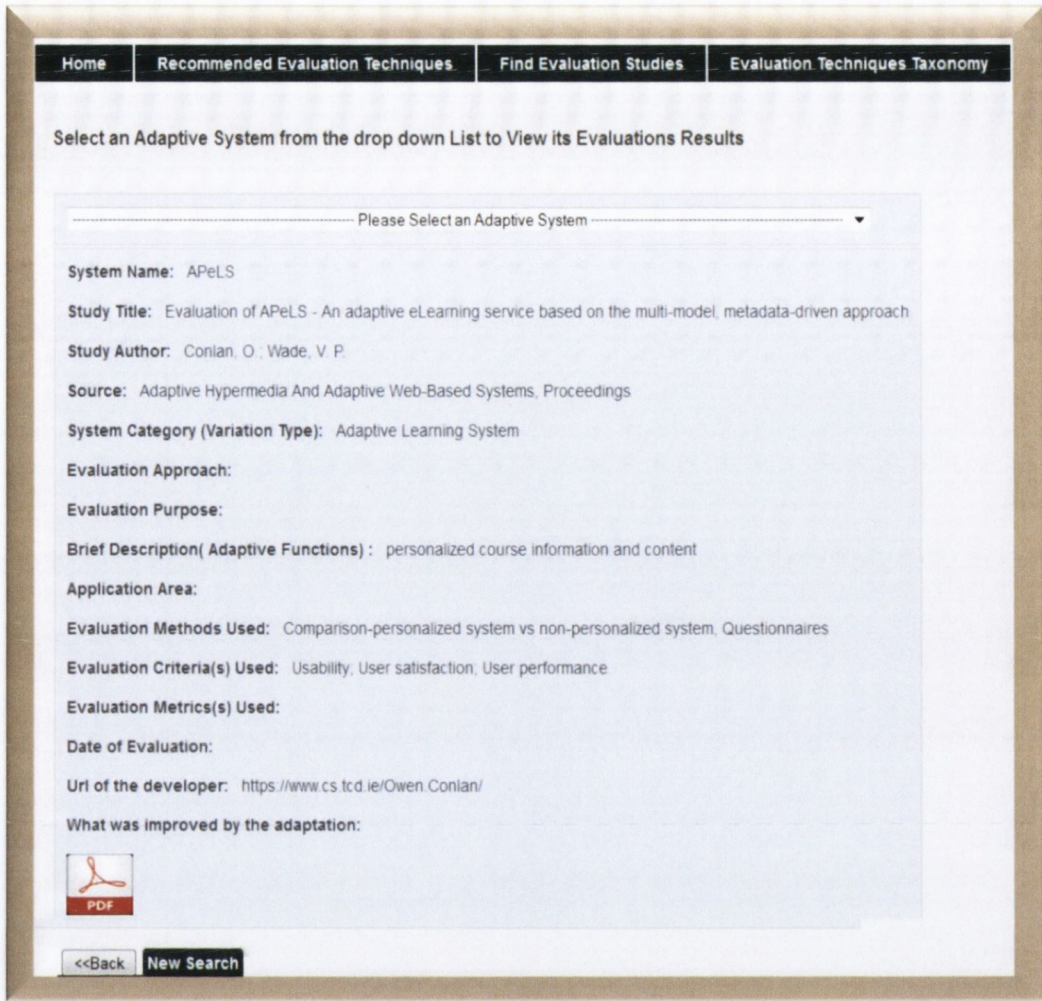 Home Recommended Evaluation Techniques Find Evaluation Studies Evaluation Techniques Taxonomy
Select an Adaptive System from the drop down List to View its Evaluations Results
Please Select an Adaptive System
System Name: APeLS
Study Title: Evaluation of APeLS - An adaptive eLearning service based on the multi-model, metadata-driven approach
Study Author: Conlan, O.; Wade, V. P.
Source: Adaptive Hypermedia And Adaptive Web-Based Systems, Proceedings
System Category (Variation Type): Adaptive Learning System
Evaluation Approach:
Evaluation Purpose:
Brief Description( Adaptive Functions) : personalized course information and content
Application Area:
Evaluation Methods Used: Comparison-personalized system vs non-personalized system, Questionnaires
Evaluation Criteria(s) Used: Usability; User satisfaction; User performance
Evaluation Metrics(s) Used:
Date of Evaluation:
Url of the developer: https://www.cs.tcd.ie/Owen.Conlan/
What was improved by the adaptation:
PDF
<<Back New Search